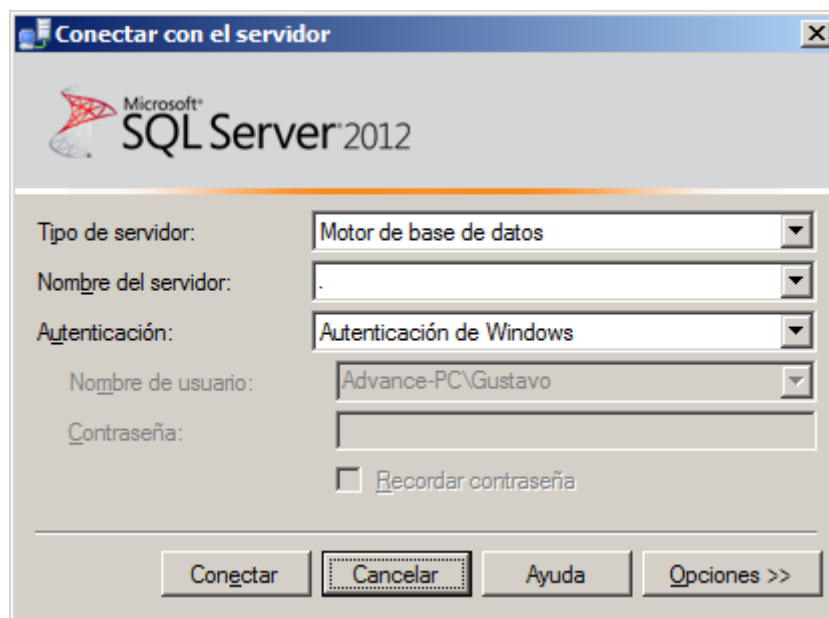 Conectar con el servidor
Microsoft®
SQL Server® 2012
Tipo de servidor: Motor de base de datos
Nombre del servidor: .
Autenticación: Autenticación de Windows
Nombre de usuario: Advance-PC\Gustavo
Contraseña:
Recordar contraseña
Conectar Cancelar Ayuda Opciones >>